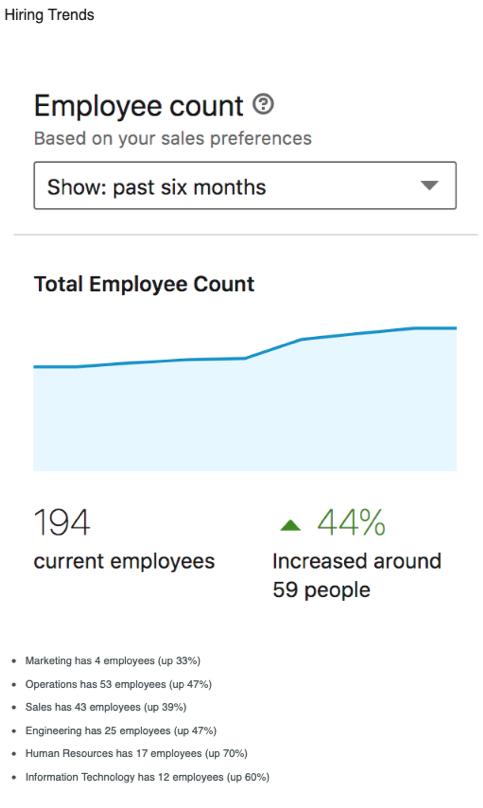 Hiring Trends
Employee count ?
Based on your sales preferences
Show: past six months
Total Employee Count
194
current employees
44%
Increased around
59 people
• Marketing has 4 employees (up 33%)
• Operations has 53 employees (up 47%)
• Sales has 43 employees (up 39%)
• Engineering has 25 employees (up 47%)
• Human Resources has 17 employees (up 70%)
• Information Technology has 12 employees (up 60%)